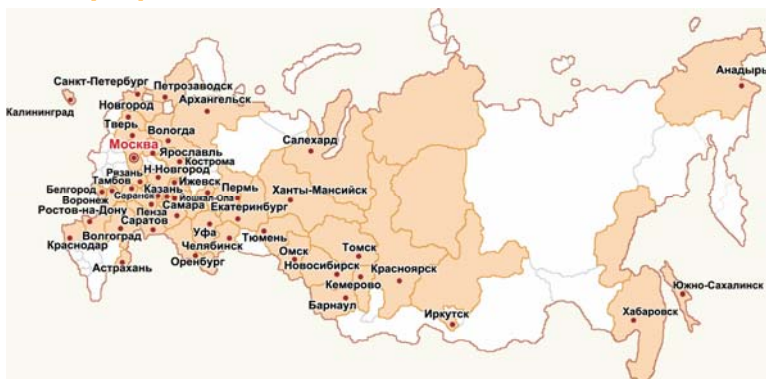 Анадырь
Санкт-Петербург
Петрозаводск
Калининград
Новгород
Архангельск
Тверь
Вологда
Москва
Ярославль
Салехард
Кострома
Рязань
Н-Новгород
Тамбов
Ижевск
Белгород
Саранск
Казань
Пермь
Ханты-Мансийск
Воронеж
Йошкар-Ола
Ростов-на-Дону
Пенза
Самара
Екатеринбург
Саратов
Волгоград
Уфа
Тюмень
Краснодар
Челябинск
Омск
Томск
Астрахань
Оренбург
Новосибирск
Красноярск
Кемерово
Южно-Сахалинск
Барнаул
Иркутск
Хабаровск